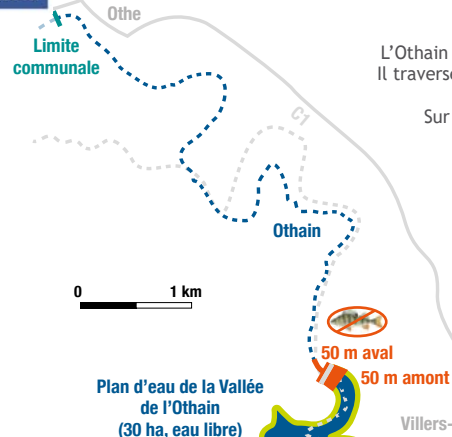 Othe
Limite
communale
L'Othain
Il traverse
Sur
C1
Othain
0 1 km
50 m aval
50 m amont
Plan d'eau de la Vallée
de l'Othain
(30 ha, eau libre)
Villers-